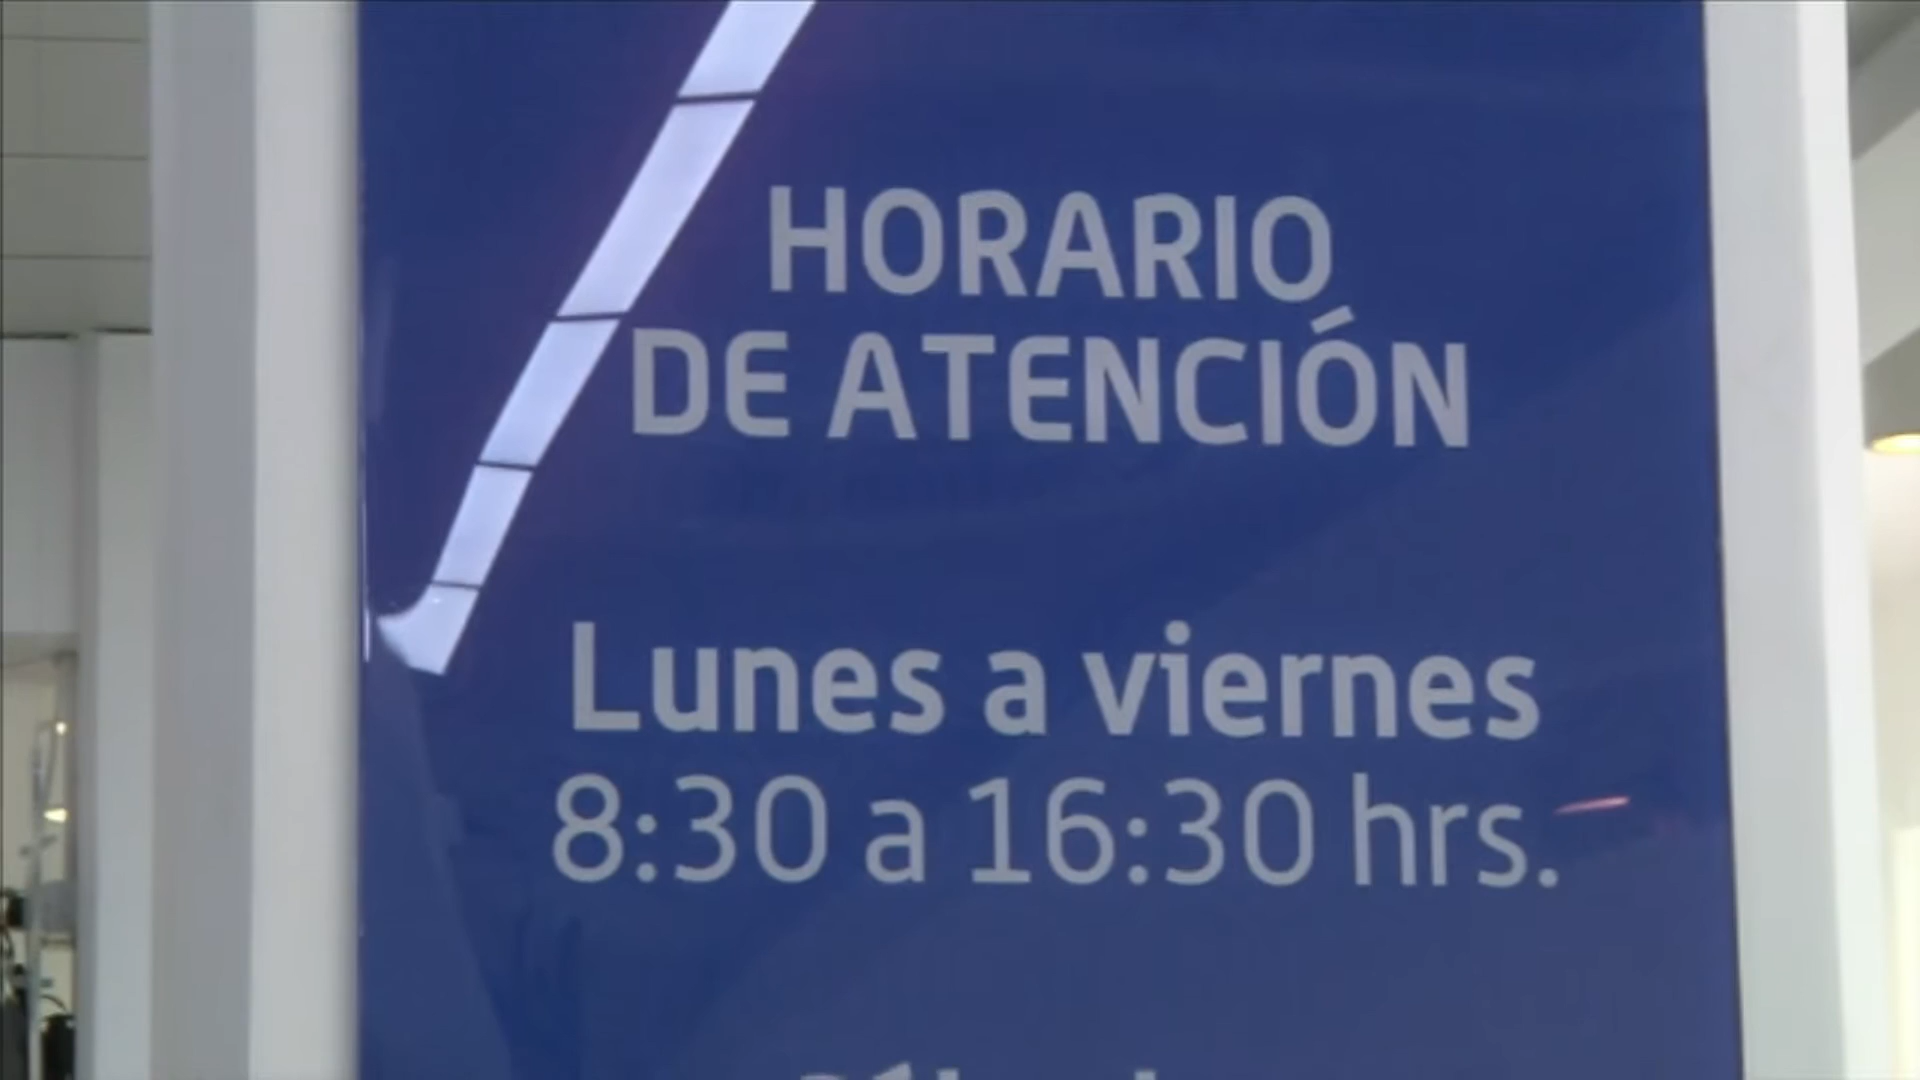 HORARIO
DE ATENCIÓN
Lunes a viernes
8:30 a 16:30 hrs.